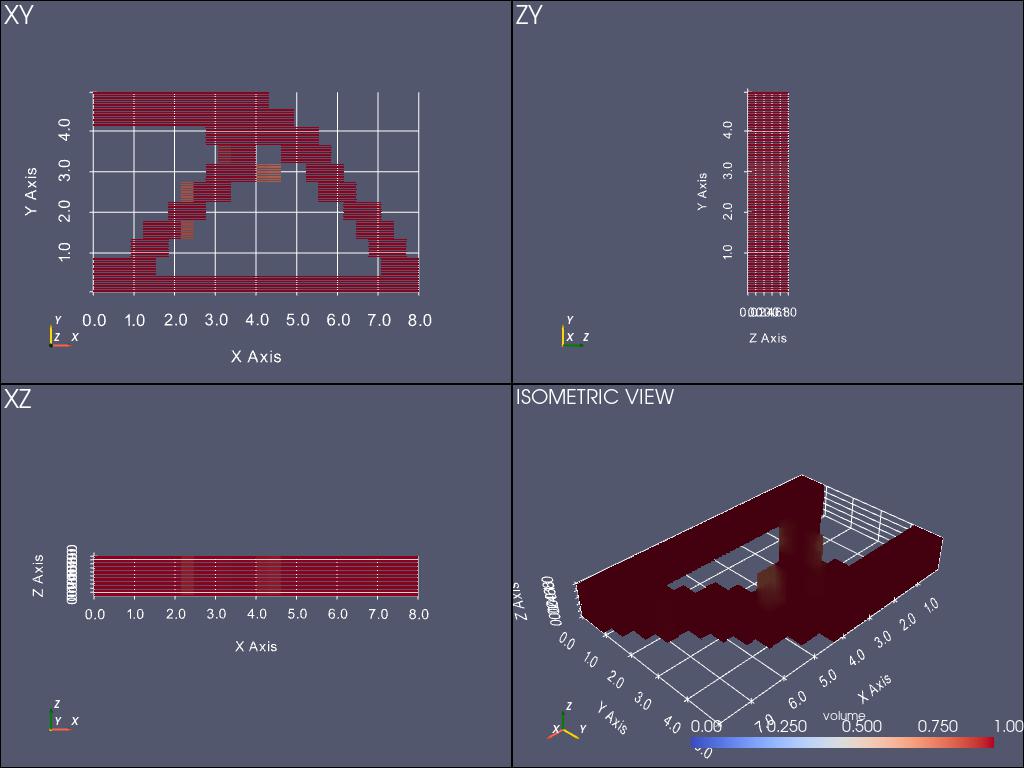 XY
4.0
3.0
2.0
1.0
Y Axis
0.0 1.0 2.0 3.0 4.0 5.0 6.0 7.0 8.0
X Axis
Y
Z X
ZY
4.0
3.0
2.0
1.0
Y Axis
Z Axis
Y
X Z
XZ
Z Axis
0.0 1.0 2.0 3.0 4.0 5.0 6.0 7.0 8.0
X Axis
Z
Y X
ISOMETRIC VIEW
Z Axis
0.0 1.0 2.0 3.0 4.0
Y Axis
1.0
2.0
3.0
4.0
5.0
6.0
X Axis
Z
X Y
volume
0.00 0.250 0.500 0.750 1.00